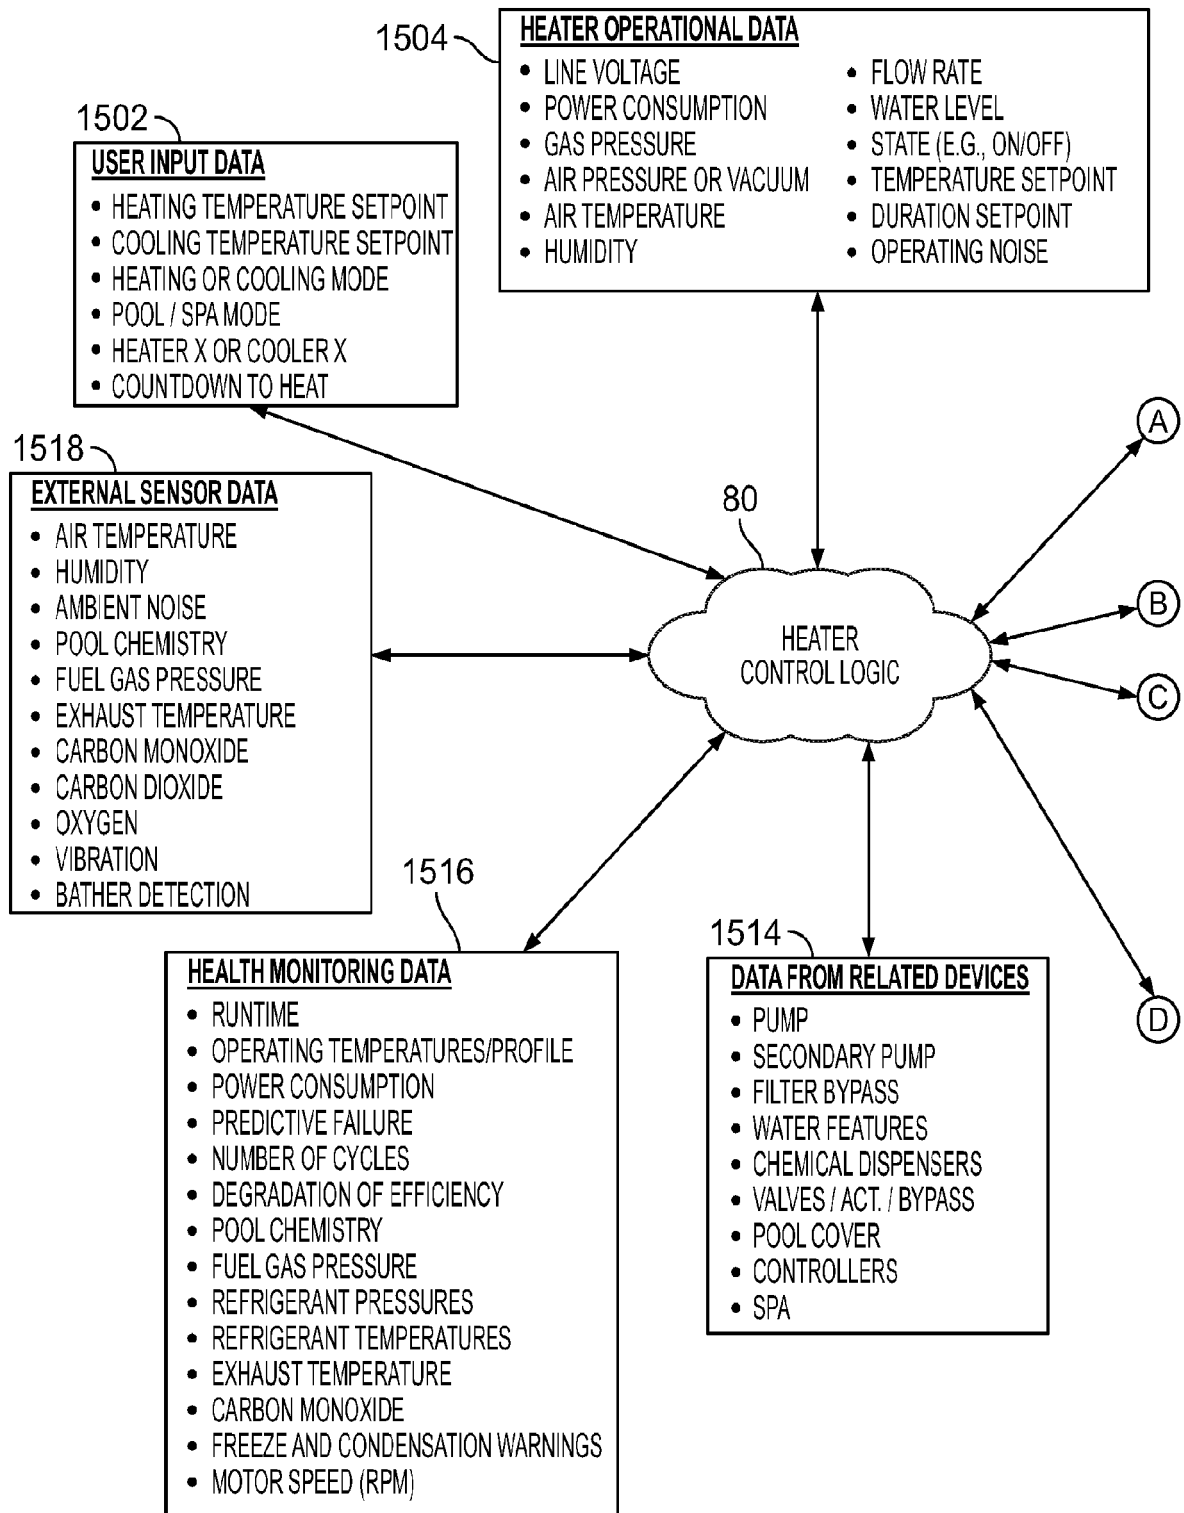 1504
HEATER OPERATIONAL DATA
• LINE VOLTAGE
• POWER CONSUMPTION
• GAS PRESSURE
• AIR PRESSURE OR VACUUM
• AIR TEMPERATURE
• HUMIDITY
• FLOW RATE
• WATER LEVEL
• STATE (E.G., ON/OFF)
• TEMPERATURE SETPOINT
• DURATION SETPOINT
• OPERATING NOISE
1502
USER INPUT DATA
• HEATING TEMPERATURE SETPOINT
• COOLING TEMPERATURE SETPOINT
• HEATING OR COOLING MODE
• POOL / SPA MODE
• HEATER X OR COOLER X
• COUNTDOWN TO HEAT
1518
EXTERNAL SENSOR DATA
• AIR TEMPERATURE
• HUMIDITY
• AMBIENT NOISE
• POOL CHEMISTRY
• FUEL GAS PRESSURE
• EXHAUST TEMPERATURE
• CARBON MONOXIDE
• CARBON DIOXIDE
• OXYGEN
• VIBRATION
• BATHER DETECTION
80
HEATER
CONTROL LOGIC
A
B
C
D
1516
HEALTH MONITORING DATA
• RUNTIME
• OPERATING TEMPERATURES/PROFILE
• POWER CONSUMPTION
• PREDICTIVE FAILURE
• NUMBER OF CYCLES
• DEGRADATION OF EFFICIENCY
• POOL CHEMISTRY
• FUEL GAS PRESSURE
• REFRIGERANT PRESSURES
• REFRIGERANT TEMPERATURES
• EXHAUST TEMPERATURE
• CARBON MONOXIDE
• FREEZE AND CONDENSATION WARNINGS
• MOTOR SPEED (RPM)
1514
DATA FROM RELATED DEVICES
• PUMP
• SECONDARY PUMP
• FILTER BYPASS
• WATER FEATURES
• CHEMICAL DISPENSERS
• VALVES / ACT. / BYPASS
• POOL COVER
• CONTROLLERS
• SPA